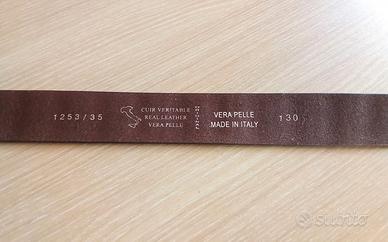 1253/35
CUIR VERITABLE
REAL LEATHER
VERA PELLE
VERA PELLE
MADE IN ITALY
130
Subito